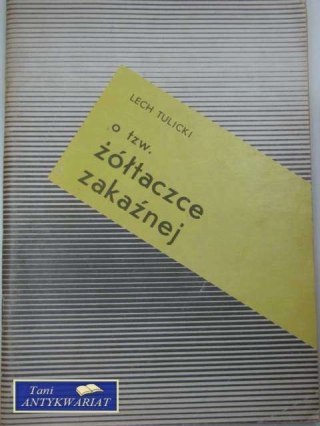 LECH TULICKI
o tzw.
żółtaczce
zakaźnej
Tani
ANTYKWARIAT